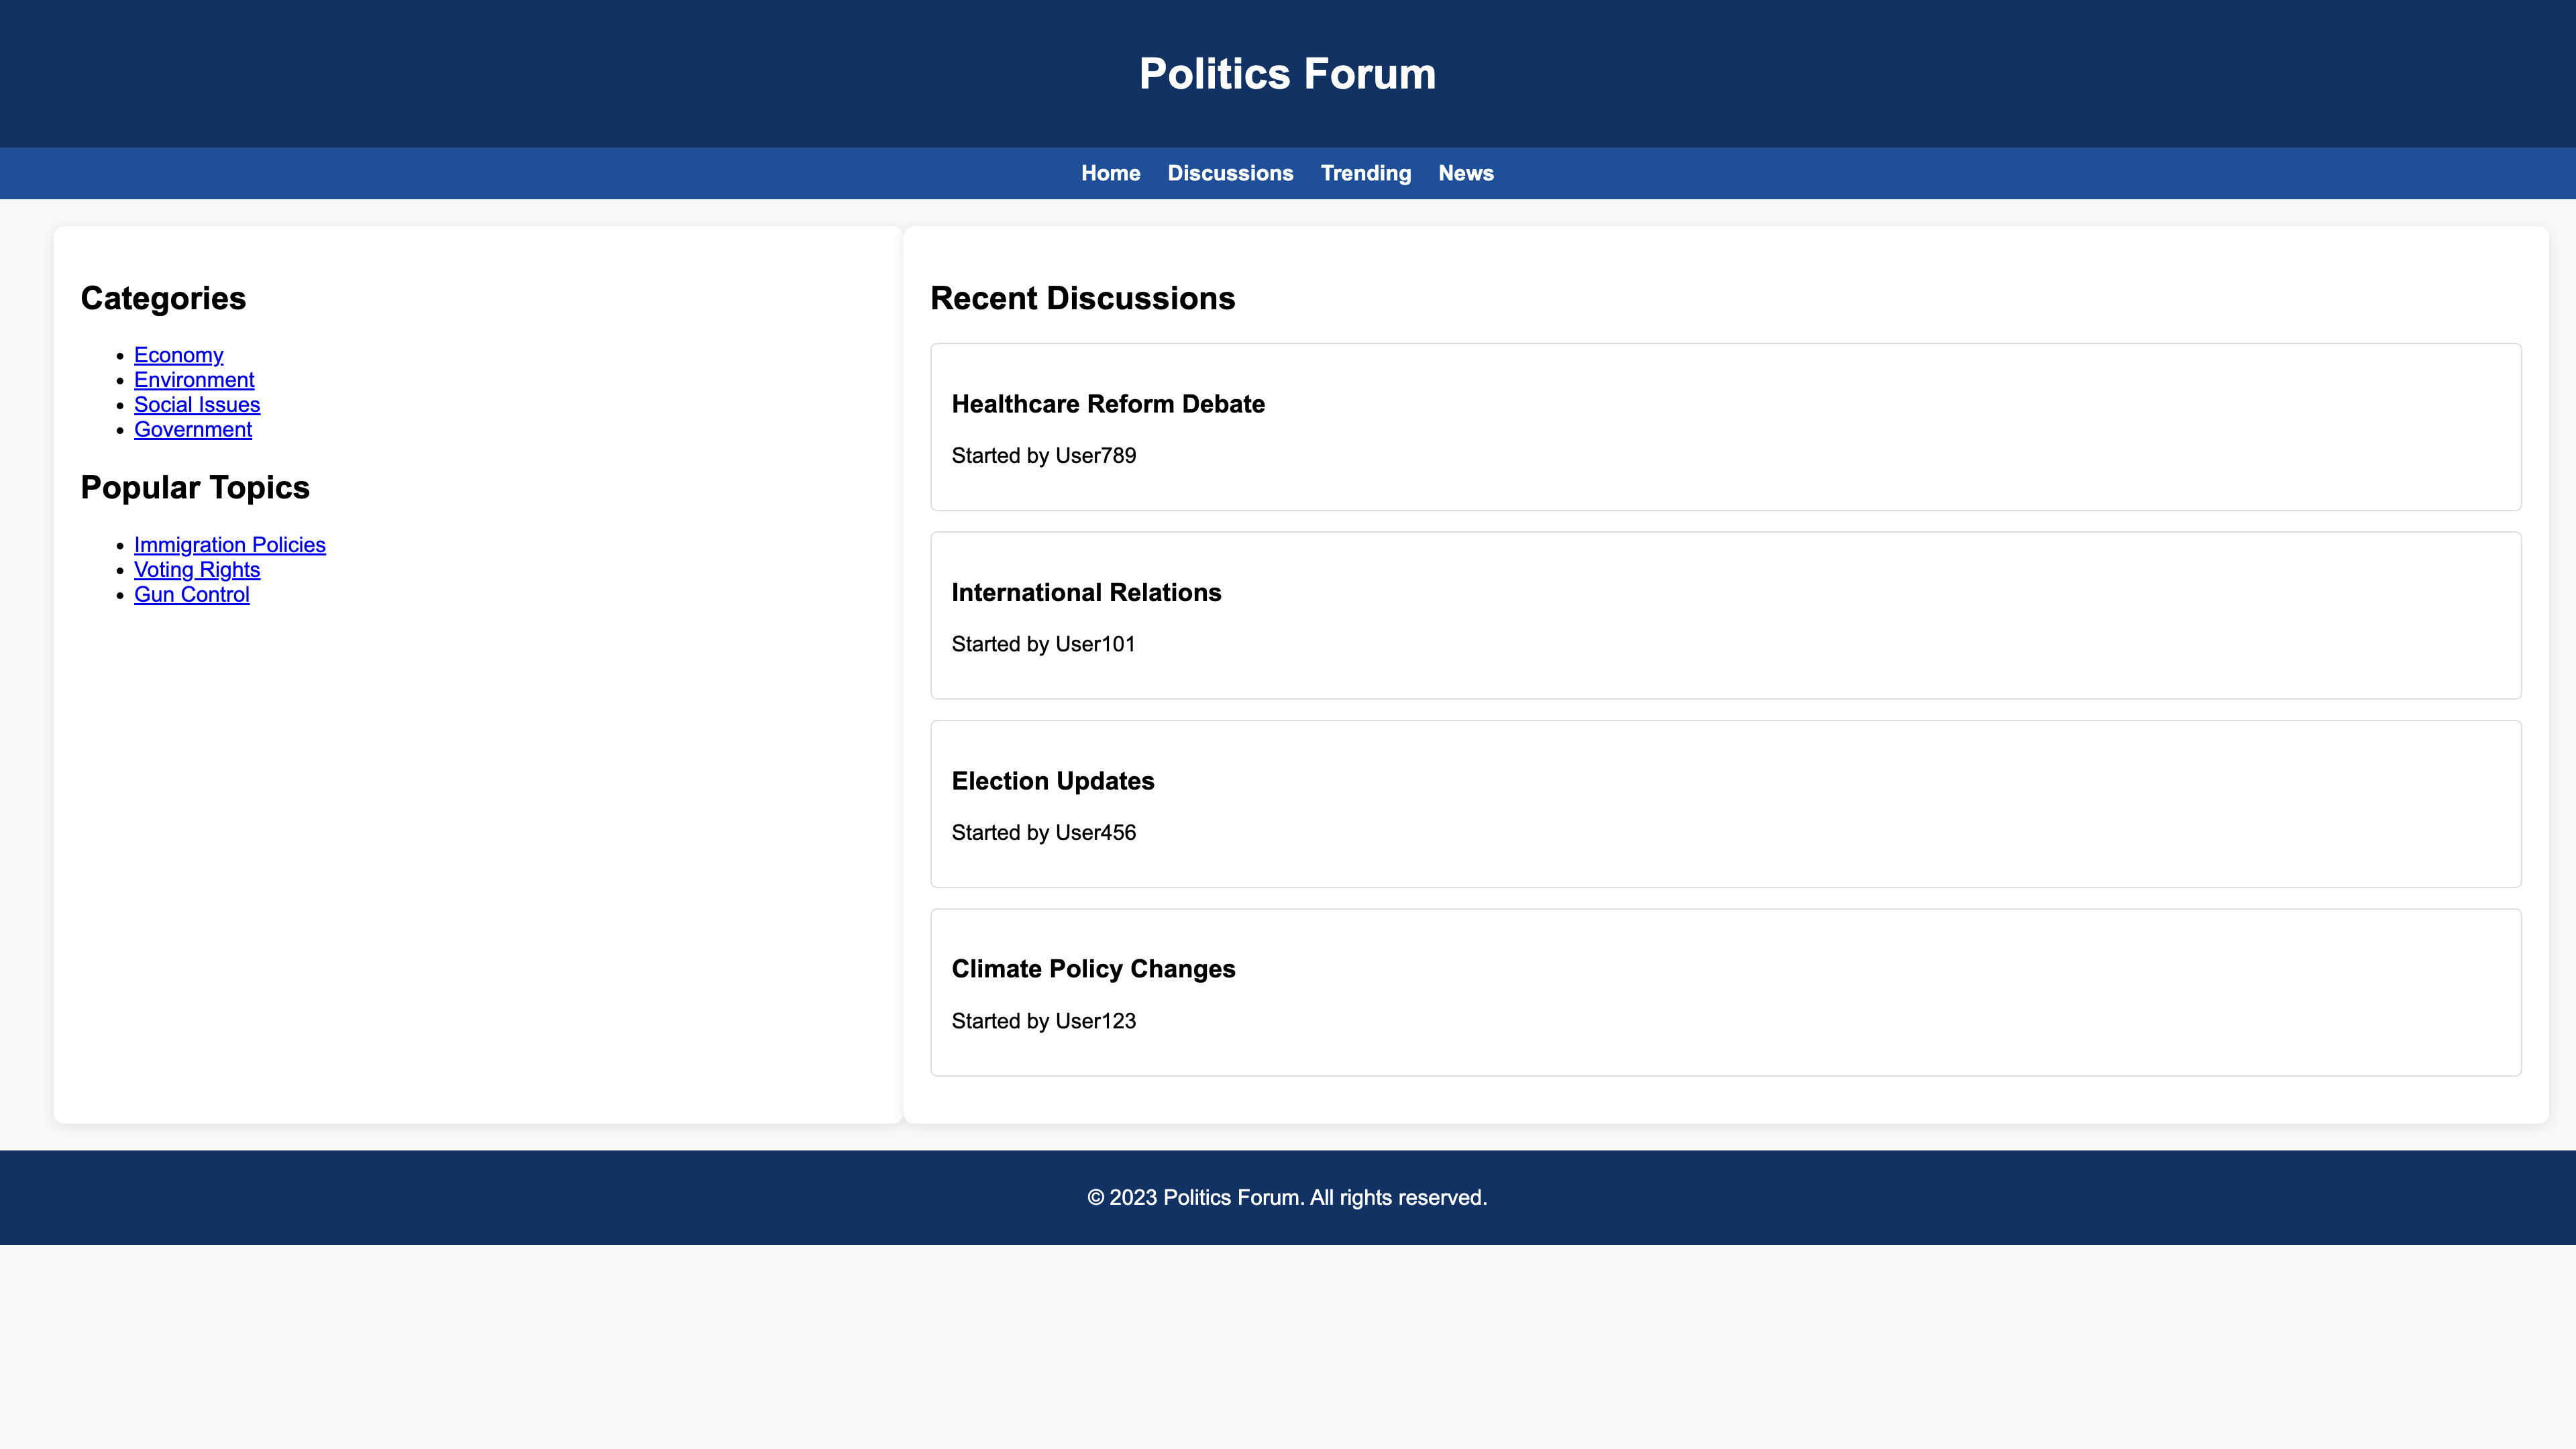 Politics Forum
Home Discussions Trending News
Categories
Economy
Environment
Social Issues
Government
Popular Topics
Immigration Policies
Voting Rights
Gun Control
Recent Discussions
Healthcare Reform Debate
Started by User789
International Relations
Started by User101
Election Updates
Started by User456
Climate Policy Changes
Started by User123
© 2023 Politics Forum. All rights reserved.